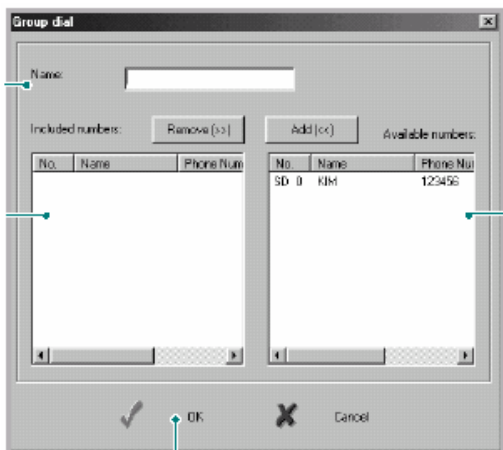 Group dial
Name:
Included numbers: Remove (>>) Add (<<) Available numbers:
No. Name Phone Num No. Name Phone Nu
SD 0 KIM 123456
OK Cancel